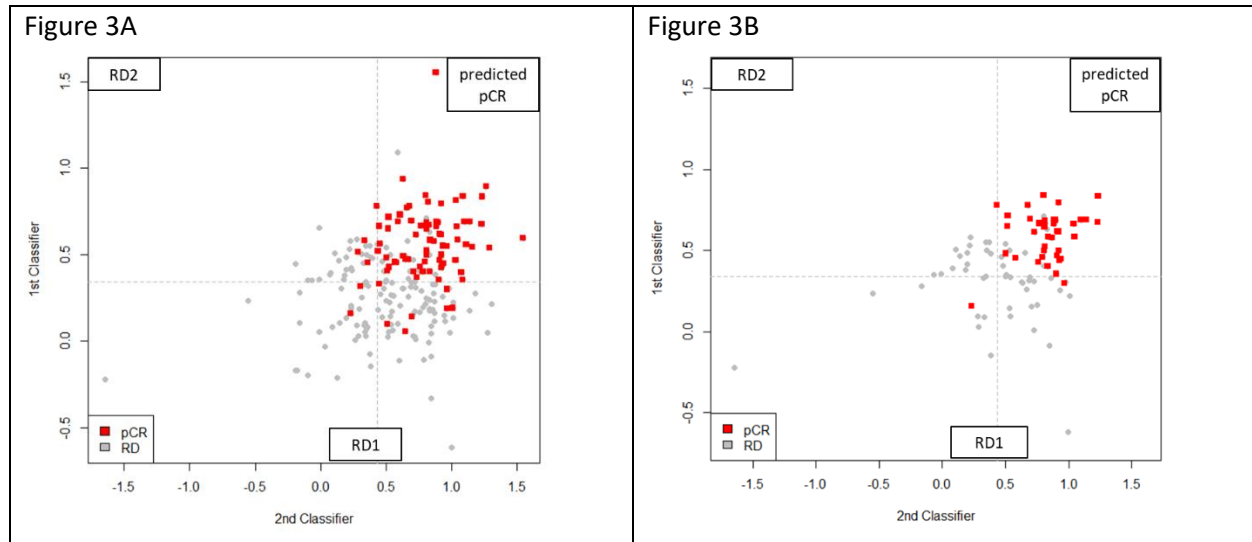 Figure 3A
RD2
predicted
pCR
1.5
1.0
0.5
0.0
-0.5
1st Classifier
pCR
RD
RD1
-1.5 -1.0 -0.5 0.0 0.5 1.0 1.5
2nd Classifier
Figure 3B
RD2
predicted
pCR
1.5
1.0
0.5
0.0
-0.5
1st Classifier
pCR
RD
RD1
-1.5 -1.0 -0.5 0.0 0.5 1.0 1.5
2nd Classifier